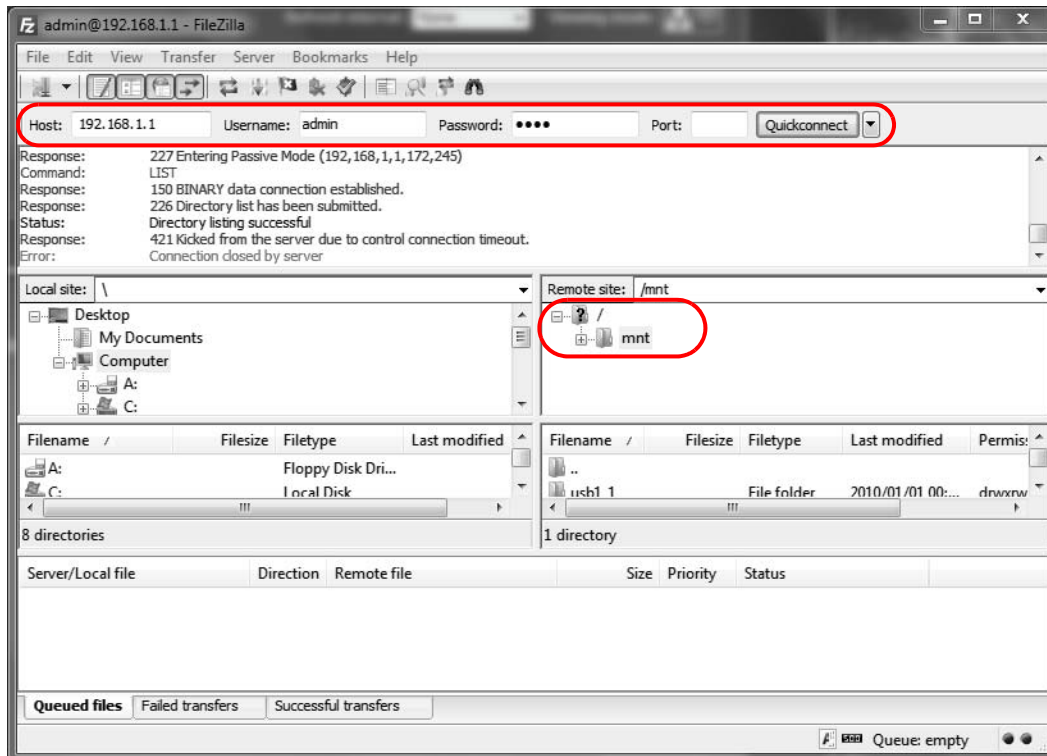 admin@192.168.1.1 - FileZilla
File Edit View Transfer Server Bookmarks Help
Host: 192.168.1.1 Username: admin Password: •••• Port: Quickconnect
Response: 227 Entering Passive Mode (192,168,1,1,172,245)
Command: LIST
Response: 150 BINARY data connection established.
Response: 226 Directory list has been submitted.
Status: Directory listing successful
Response: 421 Kicked from the server due to control connection timeout.
Error: Connection closed by server
Local site: \ Remote site: /mnt
Desktop
My Documents
Computer
A:
C:
/
mnt
Filename / Filesize Filetype Last modified
A: Floppy Disk Dri...
C: Local Disk
8 directories
Filename / Filesize Filetype Last modified Permis:
..
usb1_1 File folder 2010/01/01 00:... drwxrw
1 directory
Server/Local file Direction Remote file Size Priority Status
Queued files Failed transfers Successful transfers
Queue: empty